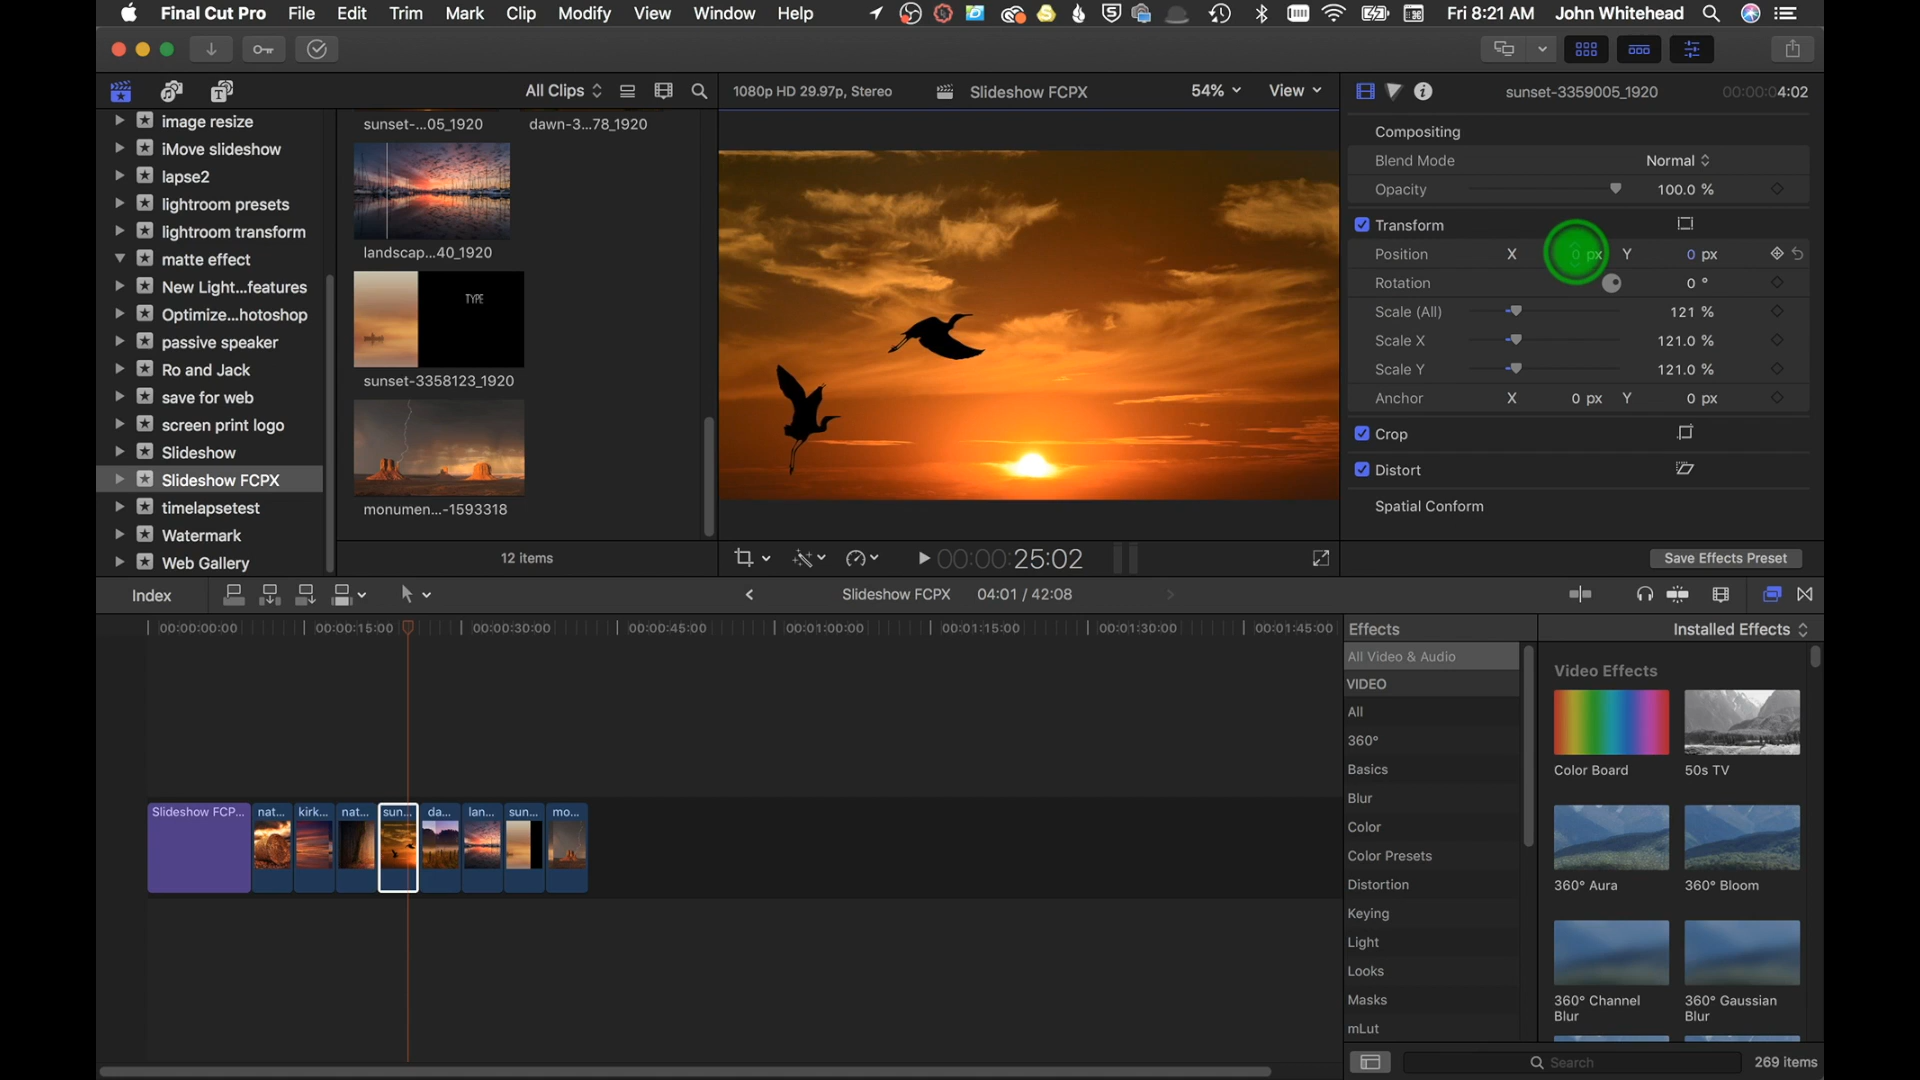 Final Cut Pro File Edit Trim Mark Clip Modify View Window Help
Fri 8:21 AM John Whitehead
All Clips
1080p HD 29.97p, Stereo
Slideshow FCPX
54%
View
sunset-3359005_1920
00:00:04:02
image resize
iMove slideshow
lapse2
lightroom presets
lightroom transform
matte effect
New Light...features
Optimize...hotoshop
passive speaker
Ro and Jack
save for web
screen print logo
Slideshow
Slideshow FCPX
timelapsetest
Watermark
Web Gallery
sunset-...05_1920
dawn-3...78_1920
landscap...40_1920
TYPE
sunset-3358123_1920
monumen...-1593318
12 items
00:00:00:25:02
Compositing
Blend Mode Normal
Opacity 100.0 %
Transform
Position X 0 px Y 0 px
Rotation 0 °
Scale (All) 121 %
Scale X 121.0 %
Scale Y 121.0 %
Anchor X 0 px Y 0 px
Crop
Distort
Spatial Conform
Save Effects Preset
Index
Slideshow FCPX 04:01 / 42:08
00:00:00:00 00:00:15:00 00:00:30:00 00:00:45:00 00:01:00:00 00:01:15:00 00:01:30:00 00:01:45:00
Slideshow FCP... nat... kirk... nat... sun... da... lan... sun... mo...
Effects
Installed Effects
All Video & Audio
VIDEO
All
360°
Basics
Blur
Color
Color Presets
Distortion
Keying
Light
Looks
Masks
mLut
Video Effects
Color Board
50s TV
360° Aura
360° Bloom
360° Channel
Blur
360° Gaussian
Blur
Search
269 items